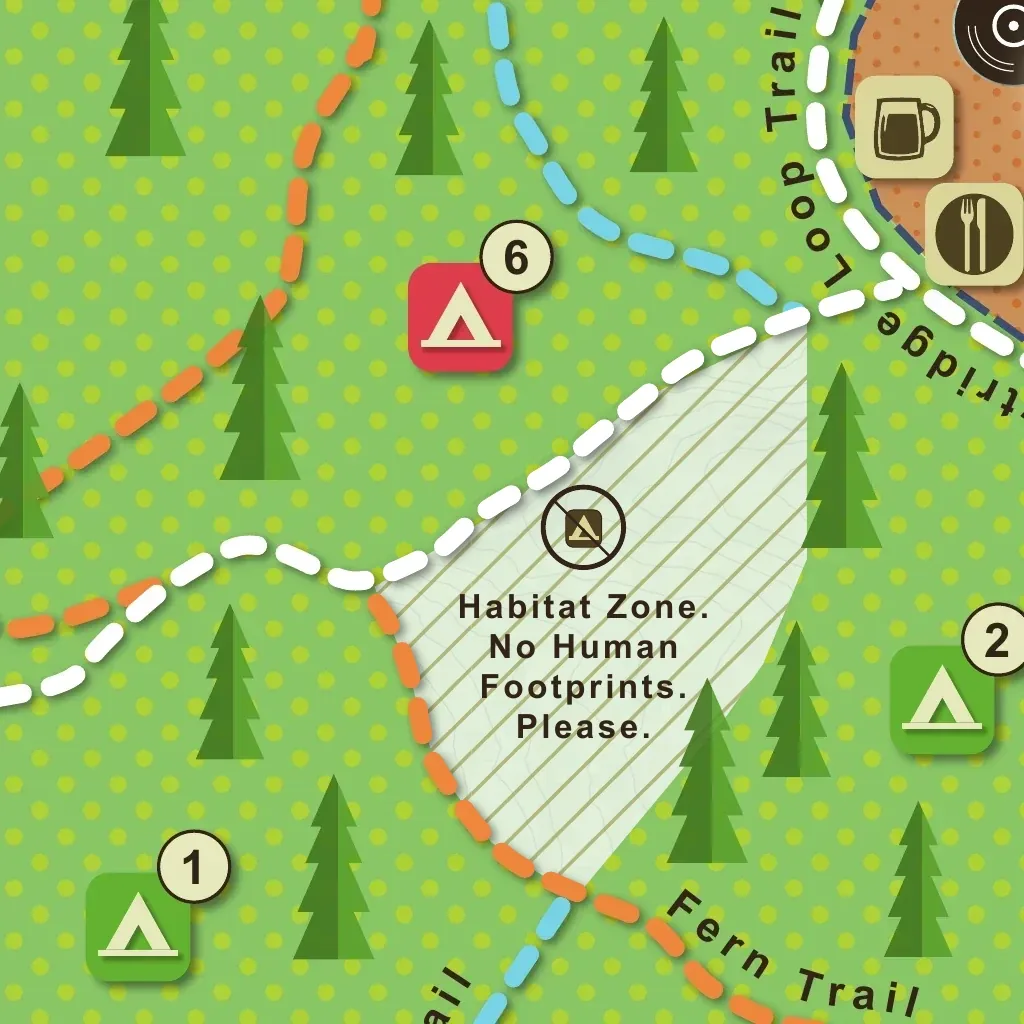 Loop Trail
6
Habitat Zone.
No Human
Footprints.
Please.
2
1
Fern Trail